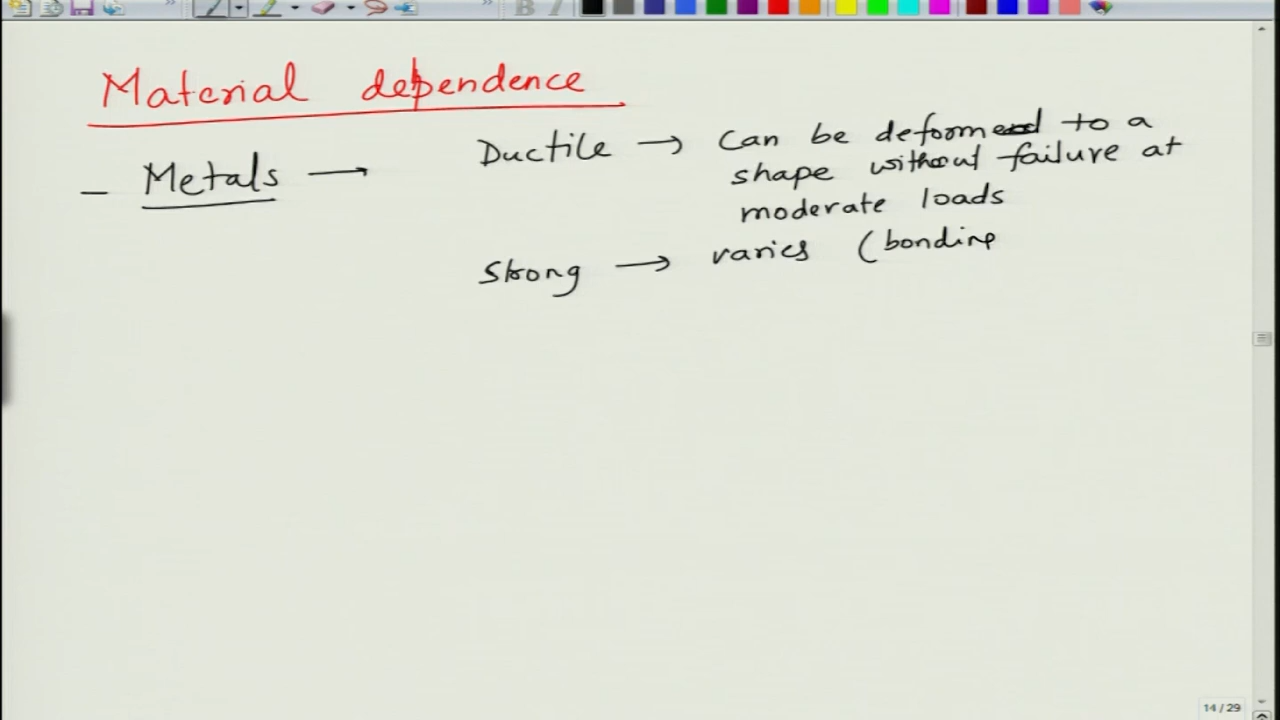 Material dependence
- Metals → Ductile → Can be deformed to a
shape without failure at
moderate loads
Strong → varies (bonding
14 / 29